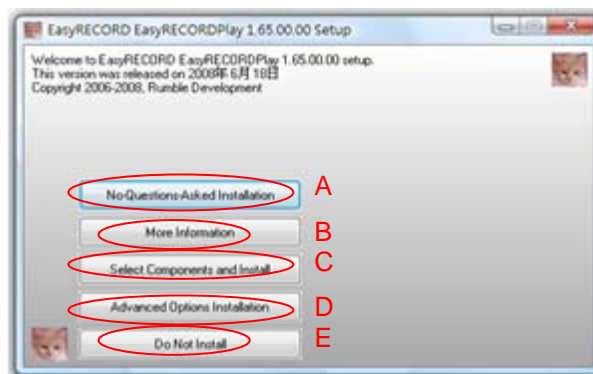 EasyRECORD EasyRECORDPlay 1.65.00.00 Setup
Welcome to EasyRECORD EasyRECORDPlay 1.65.00.00 setup.
This version was released on 2008年 6月 18日
Copyright 2006-2008, Rumble Development
No-Questions-Asked Installation A
More Information B
Select Components and Install C
Advanced Options Installation D
Do Not Install E